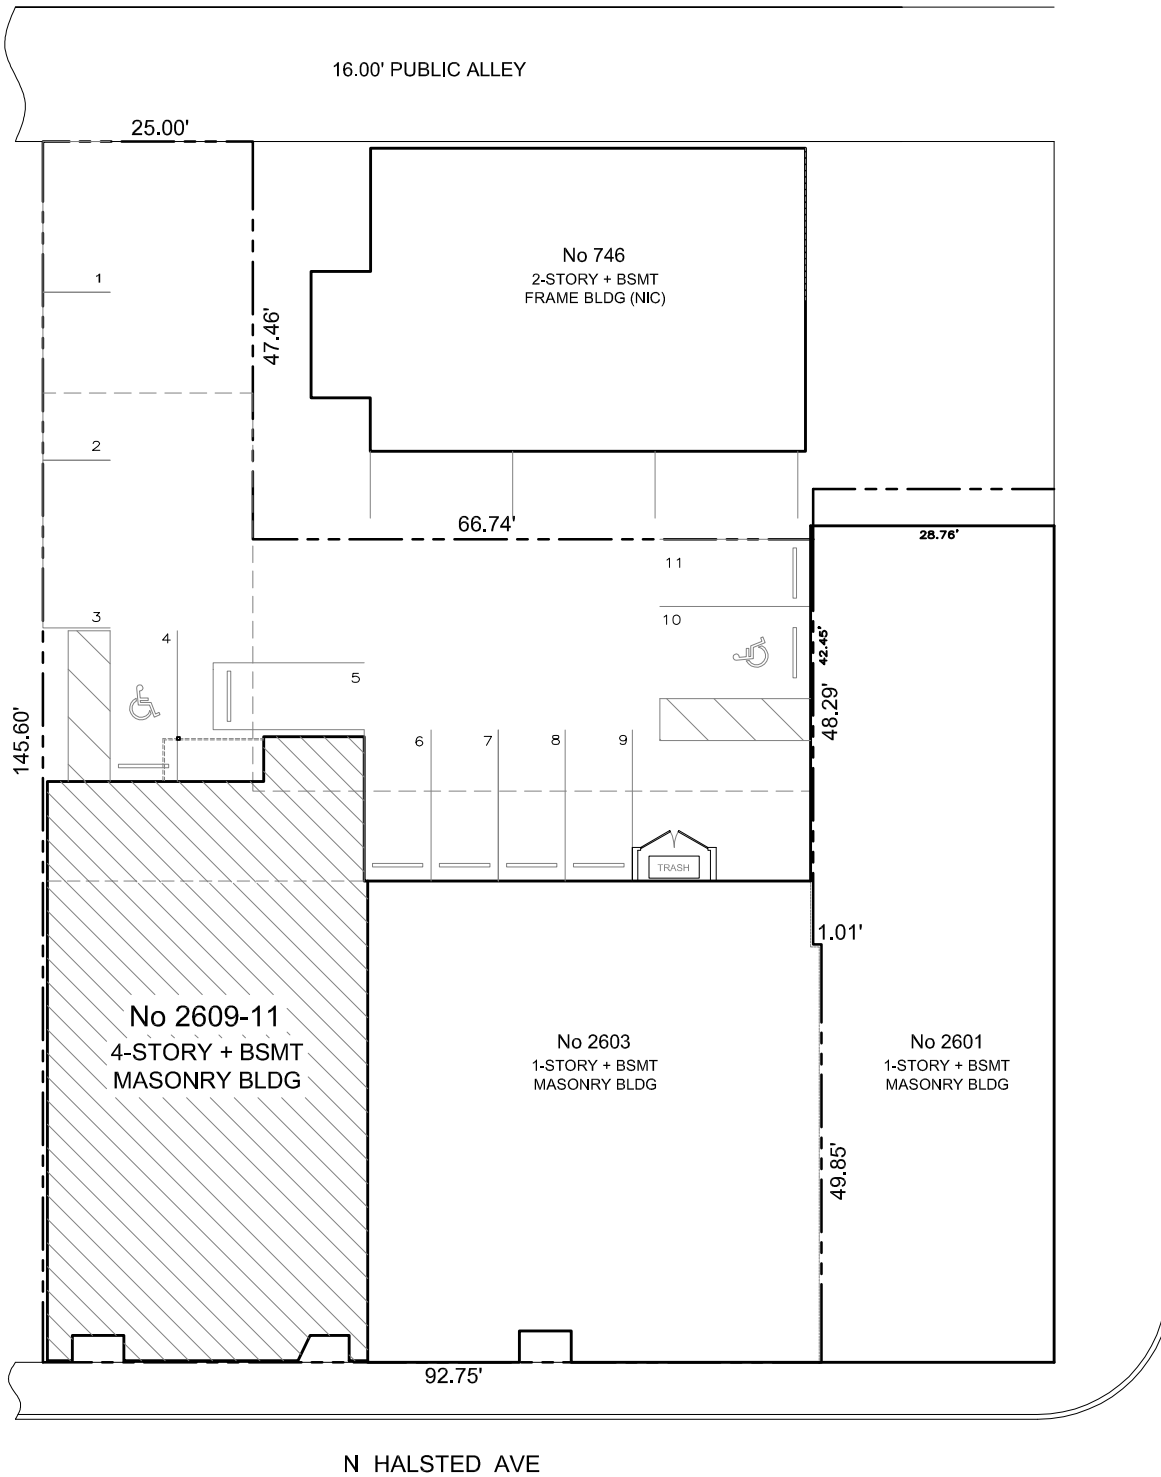 16.00' PUBLIC ALLEY
25.00'
No 746
2-STORY + BSMT
FRAME BLDG (NIC)
1
47.46'
2
66.74'
28.76'
11
10
3
4
42.45'
5
48.29'
145.60'
6
7
8
9
TRASH
1.01'
No 2609-11
4-STORY + BSMT
MASONRY BLDG
No 2603
1-STORY + BSMT
MASONRY BLDG
No 2601
1-STORY + BSMT
MASONRY BLDG
49.85'
92.75'
N HALSTED AVE